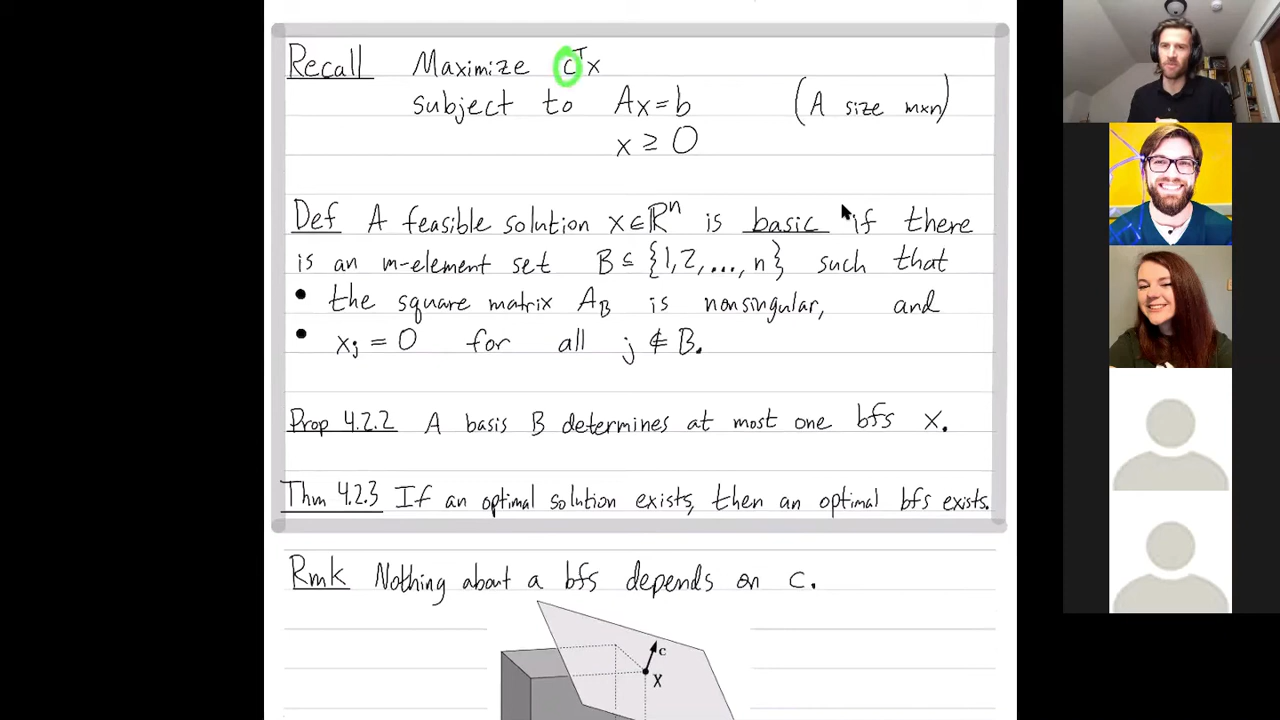 Recall Maximize cᵀx
subject to Ax=b (A size m×n)
x ≥ 0
Def A feasible solution x∈ℝⁿ is basic if there
is an m-element set B ⊆ {1,2,...,n} such that
• the square matrix A_B is nonsingular, and
• x_j = 0 for all j ∉ B.
Prop 4.2.2 A basis B determines at most one bfs x.
Thm 4.2.3 If an optimal solution exists, then an optimal bfs exists.
Rmk Nothing about a bfs depends on c.
c
x